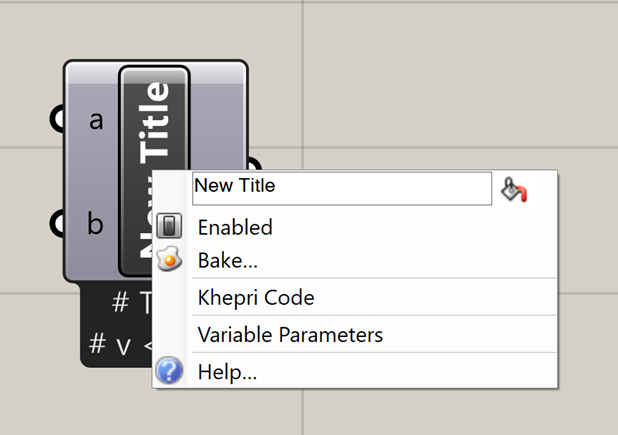 a
New Title
b
# T
# v <
New Title
Enabled
Bake...
Khepri Code
Variable Parameters
Help...